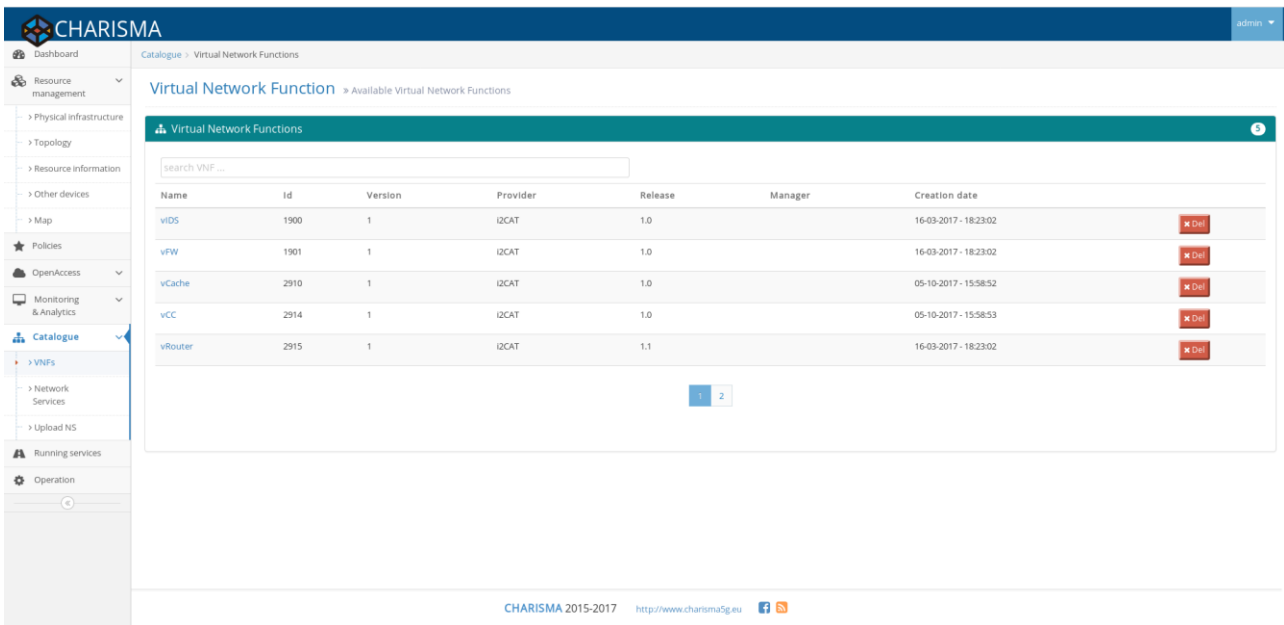 CHARISMA
admin
Dashboard
Catalogue > Virtual Network Functions
Resource
management
Virtual Network Function » Available Virtual Network Functions
> Physical infrastructure
> Topology
> Resource information
> Other devices
> Map
Policies
OpenAccess
Monitoring
& Analytics
Catalogue
> VNFs
> Network
Services
> Upload NS
Running services
Operation
Virtual Network Functions 5
search VNF ...
Name Id Version Provider Release Manager Creation date
vIDS 1900 1 i2CAT 1.0 16-03-2017 - 18:23:02 × Del
vFW 1901 1 i2CAT 1.0 16-03-2017 - 18:23:02 × Del
vCache 2910 1 i2CAT 1.0 05-10-2017 - 15:58:52 × Del
vCC 2914 1 i2CAT 1.0 05-10-2017 - 15:58:53 × Del
vRouter 2915 1 i2CAT 1.1 16-03-2017 - 18:23:02 × Del
1 2
CHARISMA 2015-2017 http://www.charisma5g.eu